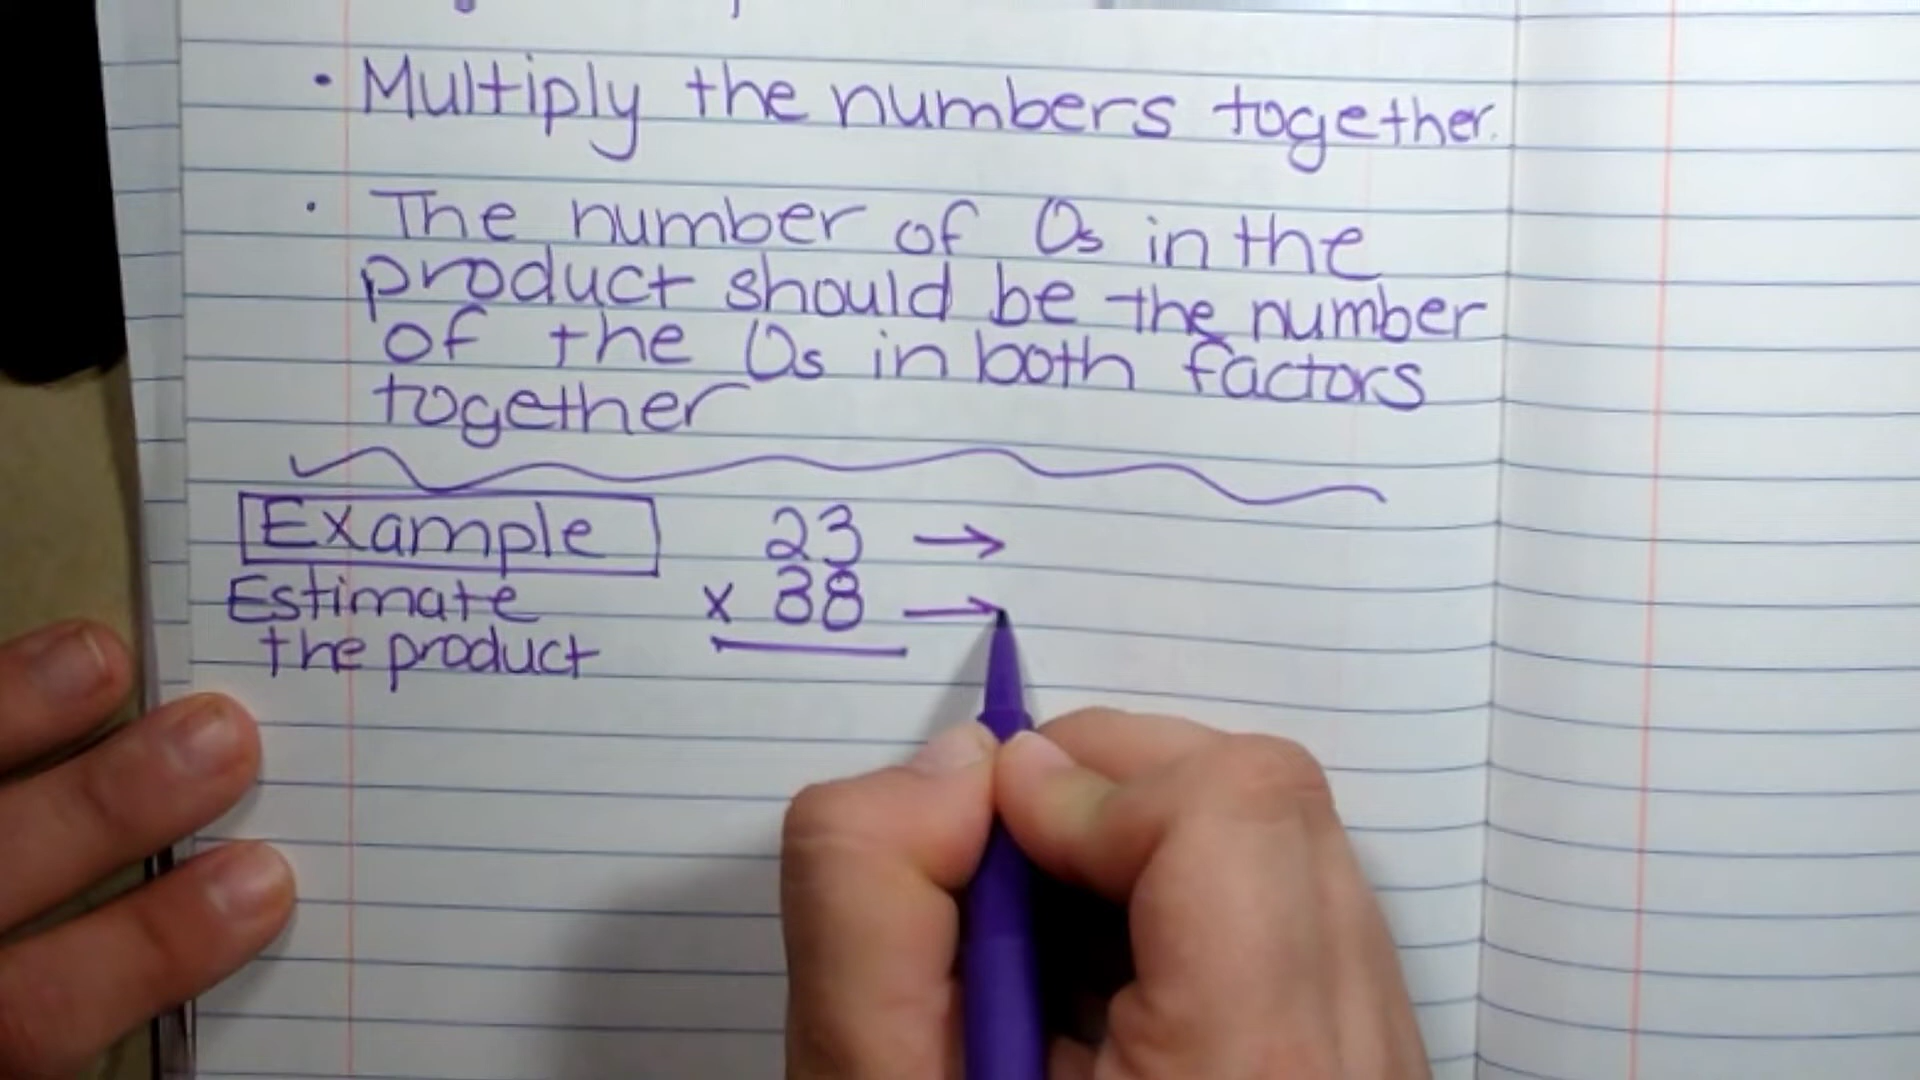 • Multiply the numbers together.
• The number of 0s in the
product should be the number
of the 0s in both factors
together
Example
23 →
Estimate
x 38 →
the product